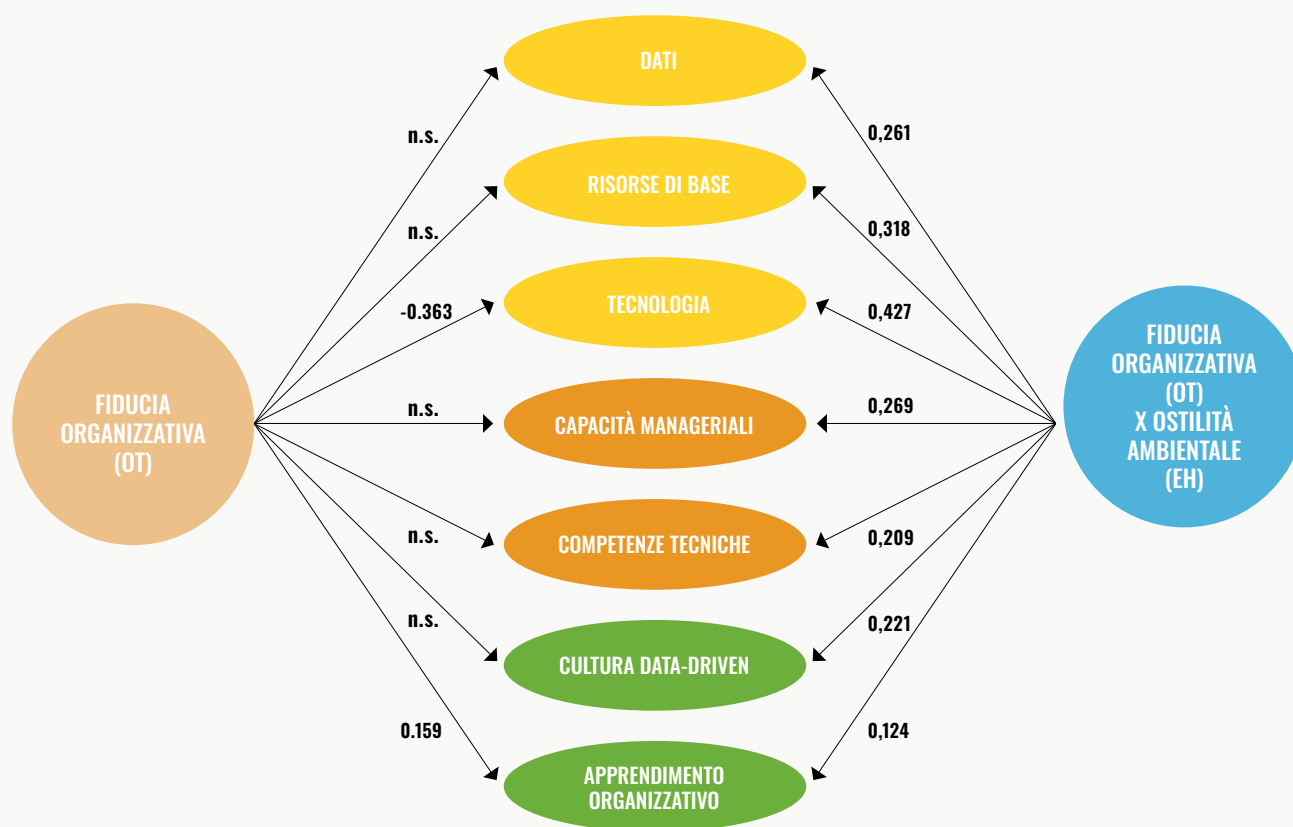 DATI
n.s.
0,261
RISORSE DI BASE
n.s.
0,318
TECNOLOGIA
-0.363
0,427
FIDUCIA
ORGANIZZATIVA
(OT)
n.s.
CAPACITÀ MANAGERIALI
0,269
FIDUCIA
ORGANIZZATIVA
(OT)
X OSTILITÀ
AMBIENTALE
(EH)
n.s.
COMPETENZE TECNICHE
0,209
n.s.
CULTURA DATA-DRIVEN
0,221
0.159
0,124
APPRENDIMENTO
ORGANIZZATIVO